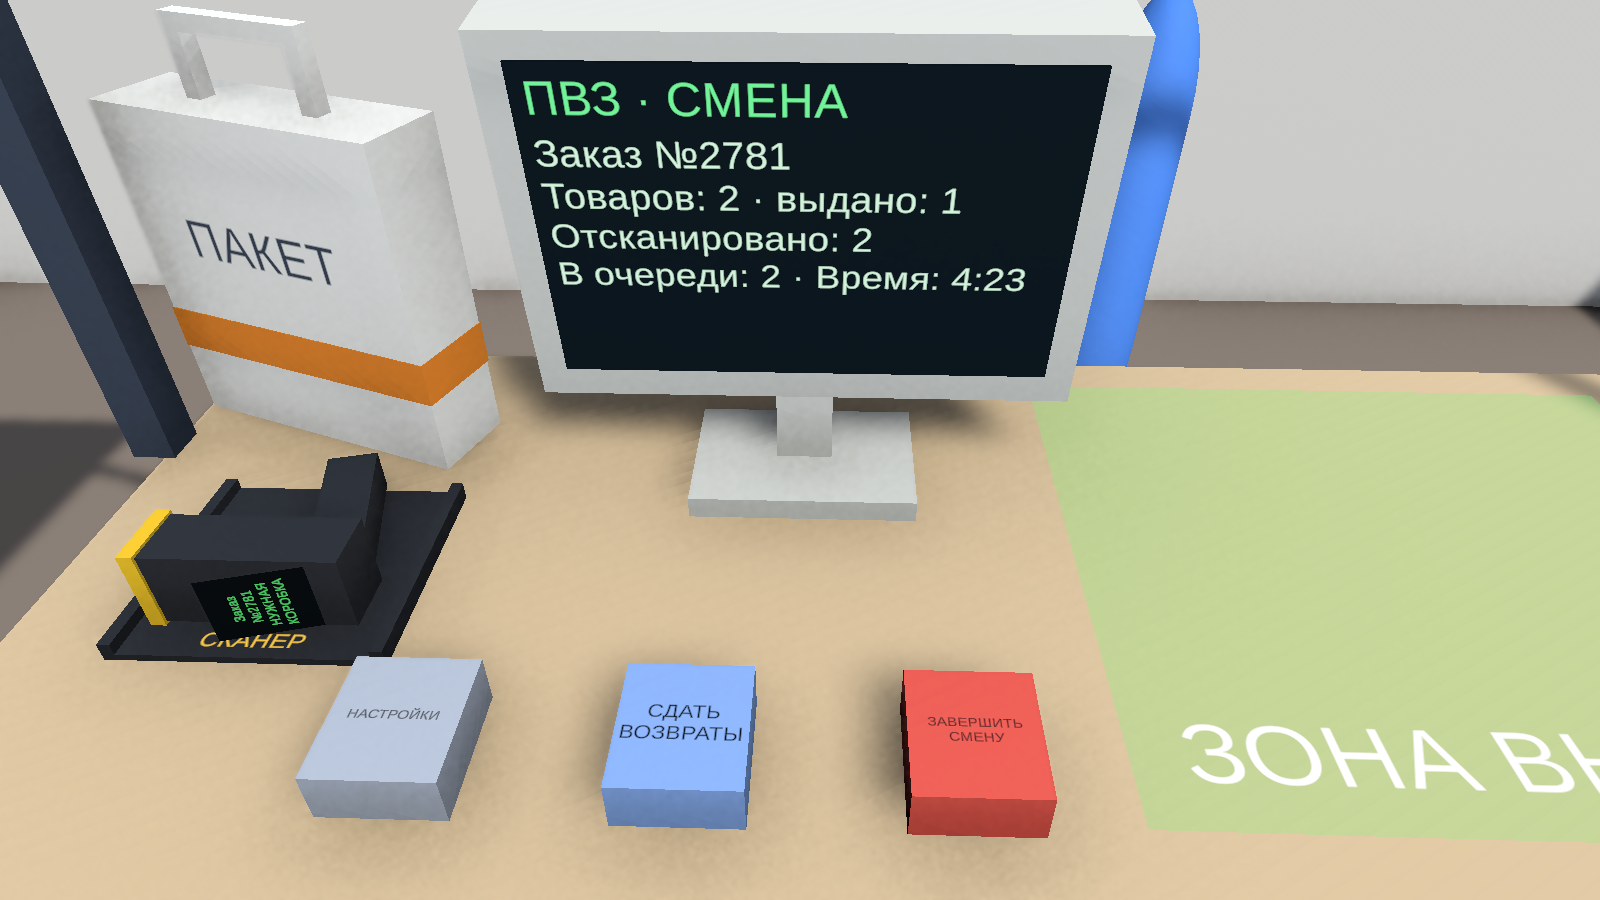 ПВЗ · СМЕНА
Заказ №2781
Товаров: 2 · выдано: 1
Отсканировано: 2
В очереди: 2 · Время: 4:23
ПАКЕТ
Заказ
№2781
НУЖНАЯ
КОРОБКА
СКАНЕР
НАСТРОЙКИ
СДАТЬ
ВОЗВРАТЫ
ЗАВЕРШИТЬ
СМЕНУ
ЗОНА